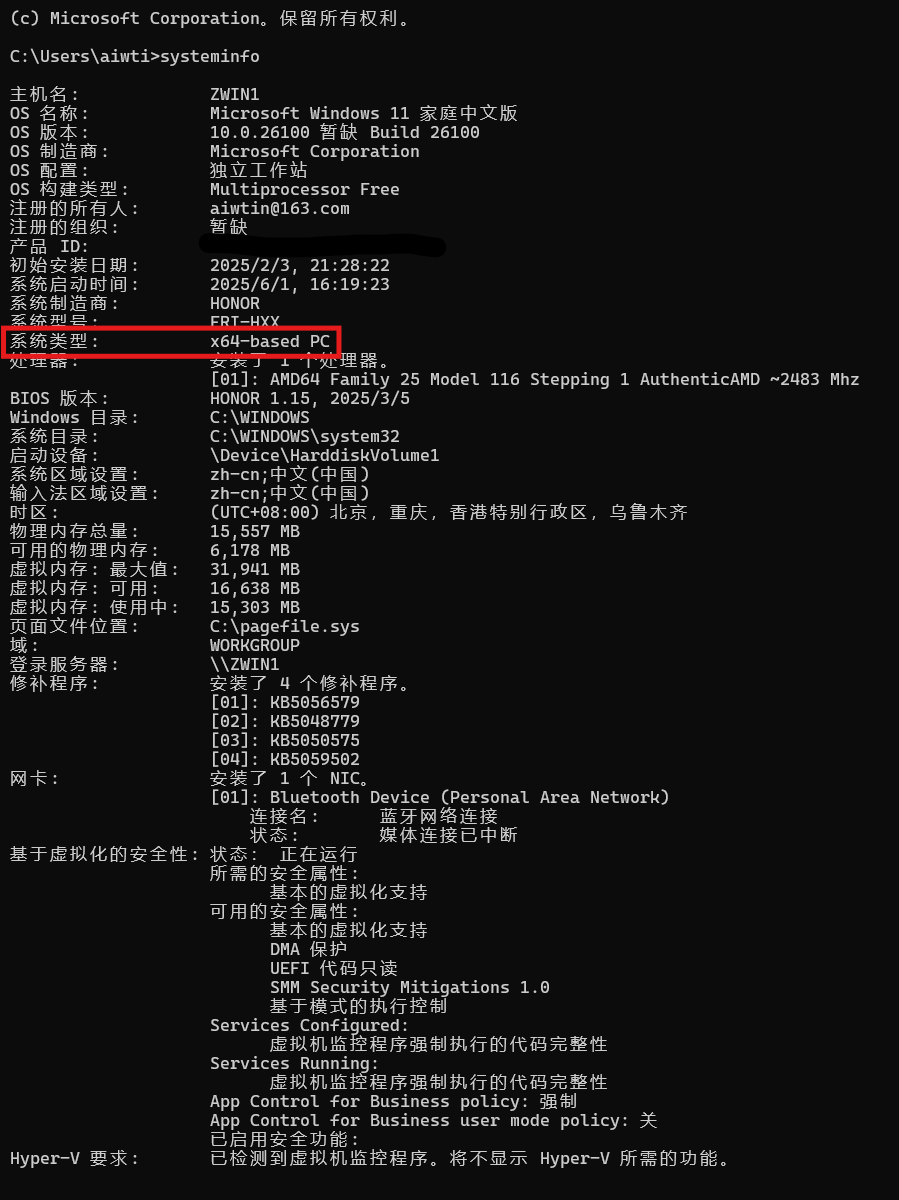 (c) Microsoft Corporation。保留所有权利。
C:\Users\aiwti>systeminfo
主机名: ZWIN1
OS 名称: Microsoft Windows 11 家庭中文版
OS 版本: 10.0.26100 暂缺 Build 26100
OS 制造商: Microsoft Corporation
OS 配置: 独立工作站
OS 构建类型: Multiprocessor Free
注册的所有人: aiwtin@163.com
注册的组织: 暂缺
产品 ID:
初始安装日期: 2025/2/3, 21:28:22
系统启动时间: 2025/6/1, 16:19:23
系统制造商: HONOR
系统型号: FRI-HXX
系统类型: x64-based PC
处理器: 安装了 1 个处理器。
[01]: AMD64 Family 25 Model 116 Stepping 1 AuthenticAMD ~2483 Mhz
BIOS 版本: HONOR 1.15, 2025/3/5
Windows 目录: C:\WINDOWS
系统目录: C:\WINDOWS\system32
启动设备: \Device\HarddiskVolume1
系统区域设置: zh-cn;中文(中国)
输入法区域设置: zh-cn;中文(中国)
时区: (UTC+08:00) 北京，重庆，香港特别行政区，乌鲁木齐
物理内存总量: 15,557 MB
可用的物理内存: 6,178 MB
虚拟内存: 最大值: 31,941 MB
虚拟内存: 可用: 16,638 MB
虚拟内存: 使用中: 15,303 MB
页面文件位置: C:\pagefile.sys
域: WORKGROUP
登录服务器: \\ZWIN1
修补程序: 安装了 4 个修补程序。
[01]: KB5056579
[02]: KB5048779
[03]: KB5050575
[04]: KB5059502
网卡: 安装了 1 个 NIC。
[01]: Bluetooth Device (Personal Area Network)
连接名: 蓝牙网络连接
状态: 媒体连接已中断
基于虚拟化的安全性: 状态: 正在运行
所需的安全属性:
基本的虚拟化支持
可用的安全属性:
基本的虚拟化支持
DMA 保护
UEFI 代码只读
SMM Security Mitigations 1.0
基于模式的执行控制
Services Configured:
虚拟机监控程序强制执行的代码完整性
Services Running:
虚拟机监控程序强制执行的代码完整性
App Control for Business policy: 强制
App Control for Business user mode policy: 关
已启用安全功能:
Hyper-V 要求: 已检测到虚拟机监控程序。将不显示 Hyper-V 所需的功能。